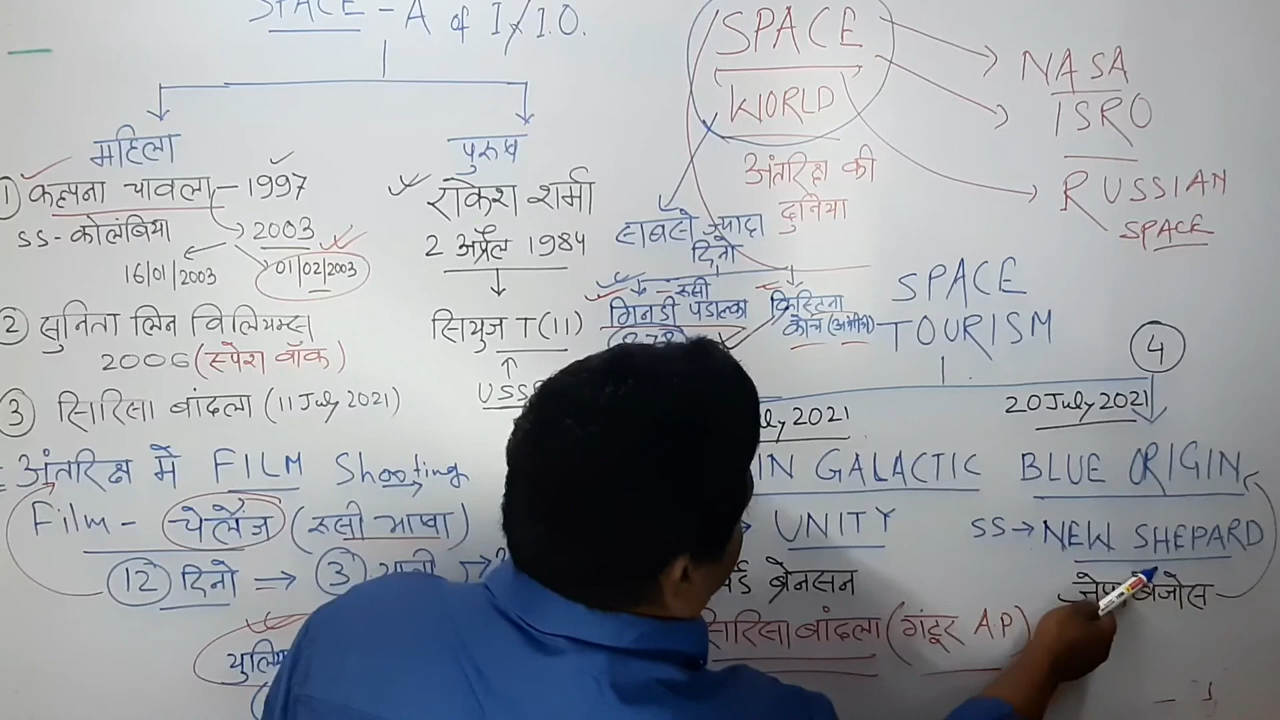 SPACE - A of I/I.O.
महिला
① कल्पना चावला - 1997
SS - कोलंबिया
2003
16/01/2003
01/02/2003
② सुनिता लिन विलियम्स
2006 (स्पेश वॉक)
③ सिरिसा बांदला (11 July 2021)
पुरुष
राकेश शर्मा
2 अप्रैल 1984
सियुज T(11)
अंतरिक्ष में FILM Shooting
Film - चेलेंज (रूसी भाषा)
12 दिनो ⇒ ③
SPACE
WORLD
अंतरिक्ष की
दुनिया
NASA
ISRO
RUSSIAN
SPACE
सबसे ज्यादा
दिनो
रूसी
गिनडी पडाल्का
क्रिस्टिना
कोच
SPACE
TOURISM
④
2021
20 July 2021
GALACTIC
BLUE ORIGIN
UNITY
SS → NEW SHEPARD
ब्रेनसन
बेजोस
सिरिसा बांदला (गंटूर AP)